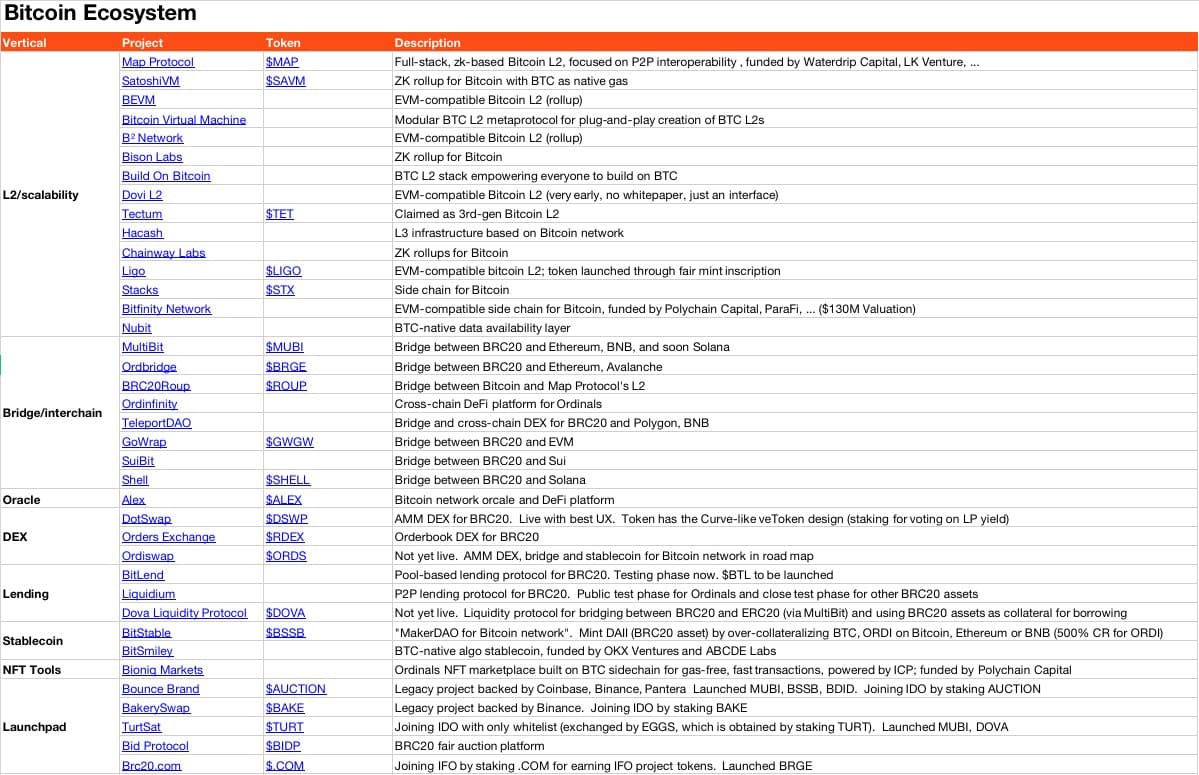 Bitcoin Ecosystem
Vertical Project Token Description
Map Protocol $MAP Full-stack, zk-based Bitcoin L2, focused on P2P interoperability , funded by Waterdrip Capital, LK Venture, ...
SatoshiVM $SAVM ZK rollup for Bitcoin with BTC as native gas
BEVM EVM-compatible Bitcoin L2 (rollup)
Bitcoin Virtual Machine Modular BTC L2 metaprotocol for plug-and-play creation of BTC L2s
B² Network EVM-compatible Bitcoin L2 (rollup)
Bison Labs ZK rollup for Bitcoin
Build On Bitcoin BTC L2 stack empowering everyone to build on BTC
L2/scalability Dovi L2 EVM-compatible Bitcoin L2 (very early, no whitepaper, just an interface)
Tectum $TET Claimed as 3rd-gen Bitcoin L2
Hacash L3 infrastructure based on Bitcoin network
Chainway Labs ZK rollups for Bitcoin
Ligo $LIGO EVM-compatible bitcoin L2; token launched through fair mint inscription
Stacks $STX Side chain for Bitcoin
Bitfinity Network EVM-compatible side chain for Bitcoin, funded by Polychain Capital, ParaFi, ... ($130M Valuation)
Nubit BTC-native data availability layer
MultiBit $MUBI Bridge between BRC20 and Ethereum, BNB, and soon Solana
Ordbridge $BRGE Bridge between BRC20 and Ethereum, Avalanche
BRC20Roup $ROUP Bridge between Bitcoin and Map Protocol's L2
Ordinfinity Cross-chain DeFi platform for Ordinals
Bridge/interchain
TeleportDAO Bridge and cross-chain DEX for BRC20 and Polygon, BNB
GoWrap $GWGW Bridge between BRC20 and EVM
SuiBit Bridge between BRC20 and Sui
Shell $SHELL Bridge between BRC20 and Solana
Oracle Alex $ALEX Bitcoin network orcale and DeFi platform
DotSwap $DSWP AMM DEX for BRC20. Live with best UX. Token has the Curve-like veToken design (staking for voting on LP yield)
DEX Orders Exchange $RDEX Orderbook DEX for BRC20
Ordiswap $ORDS Not yet live. AMM DEX, bridge and stablecoin for Bitcoin network in road map
BitLend Pool-based lending protocol for BRC20. Testing phase now. $BTL to be launched
Lending Liquidium P2P lending protocol for BRC20. Public test phase for Ordinals and close test phase for other BRC20 assets
Dova Liquidity Protocol $DOVA Not yet live. Liquidity protocol for bridging between BRC20 and ERC20 (via MultiBit) and using BRC20 assets as collateral for borrowing
BitStable $BSSB "MakerDAO for Bitcoin network". Mint DAII (BRC20 asset) by over-collateralizing BTC, ORDI on Bitcoin, Ethereum or BNB (500% CR for ORDI)
Stablecoin
BitSmiley BTC-native algo stablecoin, funded by OKX Ventures and ABCDE Labs
NFT Tools Bioniq Markets Ordinals NFT marketplace built on BTC sidechain for gas-free, fast transactions, powered by ICP; funded by Polychain Capital
Bounce Brand $AUCTION Legacy project backed by Coinbase, Binance, Pantera Launched MUBI, BSSB, BDID. Joining IDO by staking AUCTION
BakerySwap $BAKE Legacy project backed by Binance. Joining IDO by staking BAKE
Launchpad TurtSat $TURT Joining IDO with only whitelist (exchanged by EGGS, which is obtained by staking TURT). Launched MUBI, DOVA
Bid Protocol $BIDP BRC20 fair auction platform
Brc20.com $.COM Joining IFO by staking .COM for earning IFO project tokens. Launched BRGE